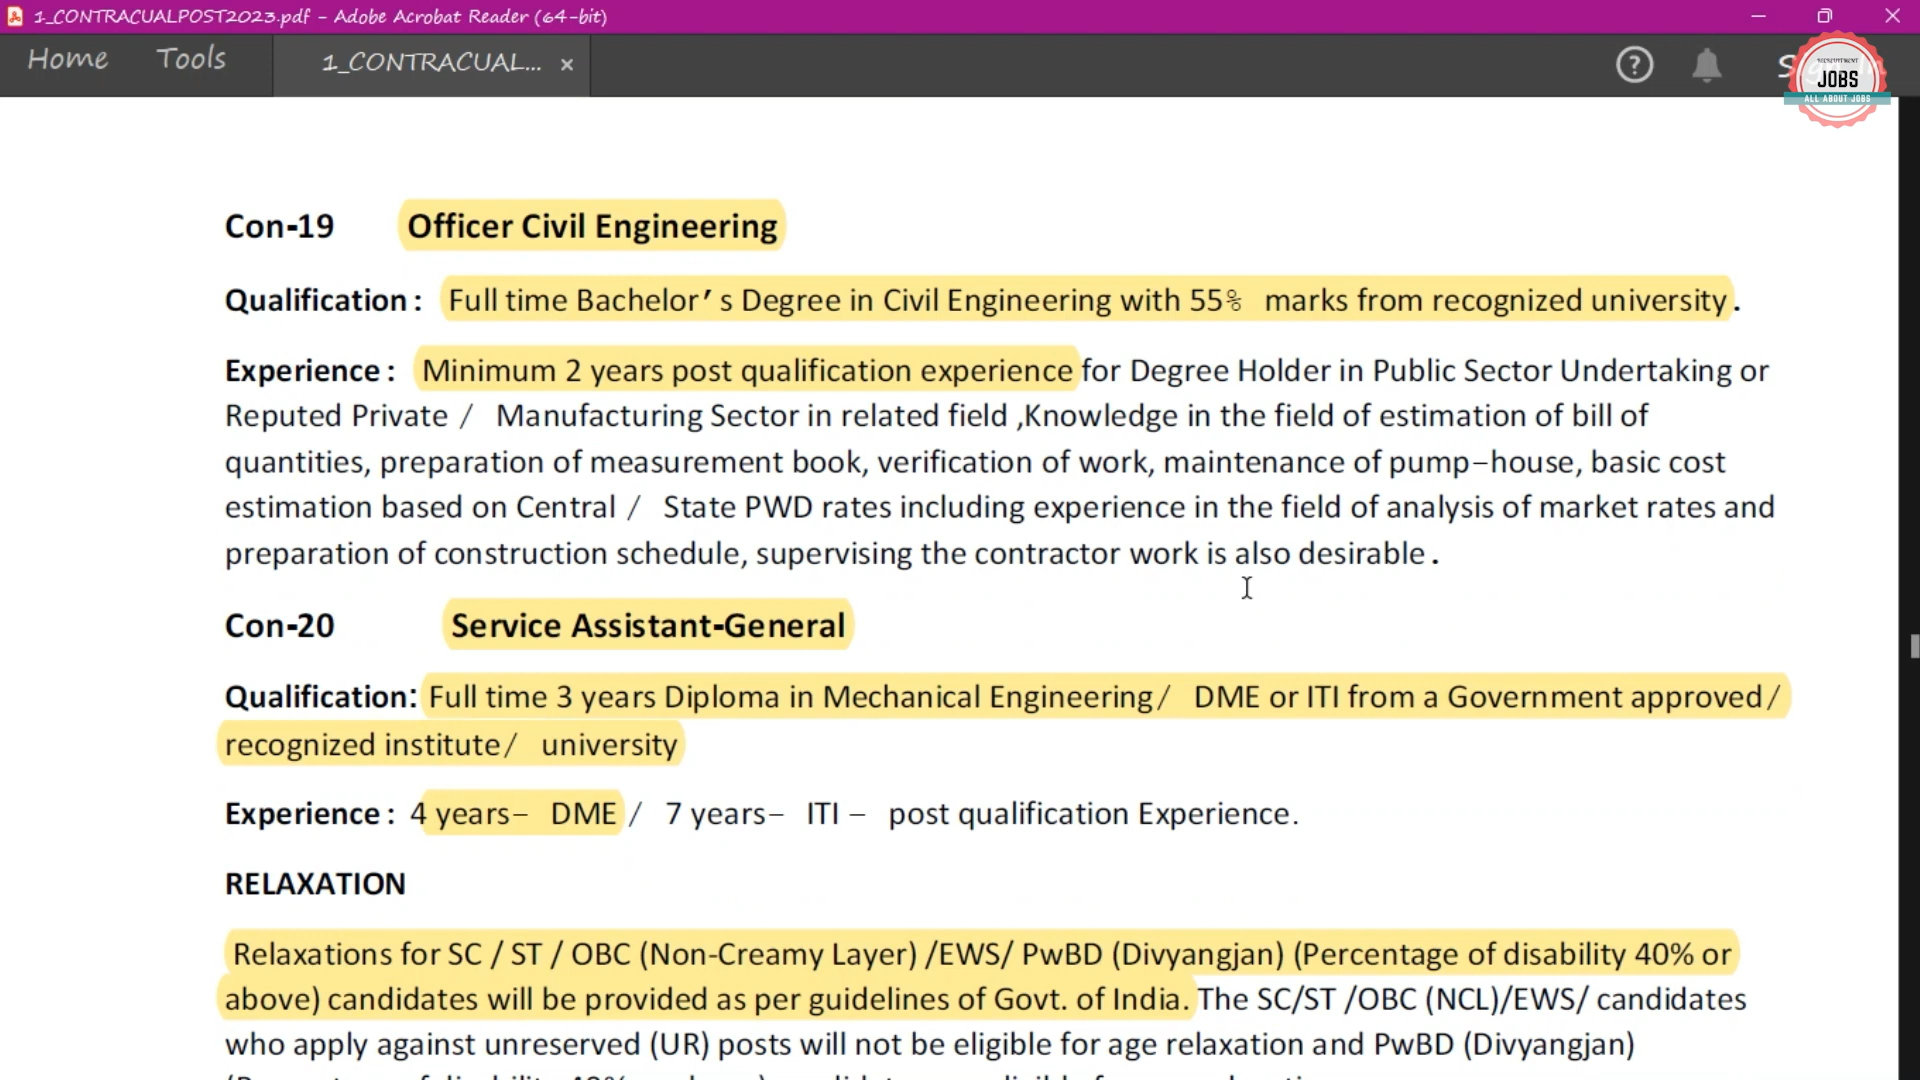 1_CONTRACUALPOST2023.pdf - Adobe Acrobat Reader (64-bit)
Home Tools 1_CONTRACUAL... ×
RECRUITMENT
JOBS
ALL ABOUT JOBS
Con-19 Officer Civil Engineering
Qualification : Full time Bachelor's Degree in Civil Engineering with 55% marks from recognized university.
Experience : Minimum 2 years post qualification experience for Degree Holder in Public Sector Undertaking or
Reputed Private / Manufacturing Sector in related field ,Knowledge in the field of estimation of bill of
quantities, preparation of measurement book, verification of work, maintenance of pump-house, basic cost
estimation based on Central / State PWD rates including experience in the field of analysis of market rates and
preparation of construction schedule, supervising the contractor work is also desirable.
Con-20 Service Assistant-General
Qualification: Full time 3 years Diploma in Mechanical Engineering/ DME or ITI from a Government approved/
recognized institute/ university
Experience : 4 years- DME / 7 years- ITI - post qualification Experience.
RELAXATION
Relaxations for SC / ST / OBC (Non-Creamy Layer) /EWS/ PwBD (Divyangjan) (Percentage of disability 40% or
above) candidates will be provided as per guidelines of Govt. of India. The SC/ST /OBC (NCL)/EWS/ candidates
who apply against unreserved (UR) posts will not be eligible for age relaxation and PwBD (Divyangjan)